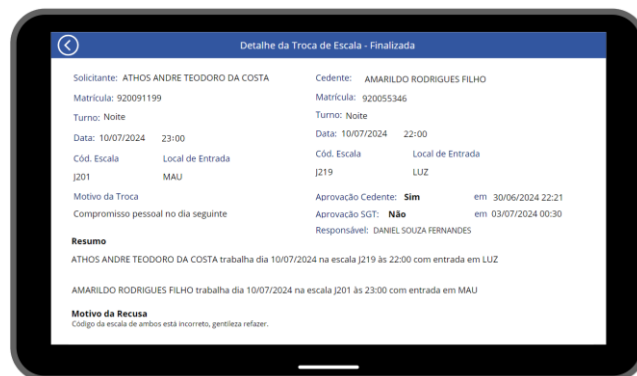 Detalhe da Troca de Escala - Finalizada
Solicitante: ATHOS ANDRE TEODORO DA COSTA
Matrícula: 920091199
Turno: Noite
Data: 10/07/2024 23:00
Cód. Escala Local de Entrada
J201 MAU
Motivo da Troca
Compromisso pessoal no dia seguinte
Cedente: AMARILDO RODRIGUES FILHO
Matrícula: 920055346
Turno: Noite
Data: 10/07/2024 22:00
Cód. Escala Local de Entrada
J219 LUZ
Aprovação Cedente: Sim em 30/06/2024 22:21
Aprovação SGT: Não em 03/07/2024 00:30
Responsável: DANIEL SOUZA FERNANDES
Resumo
ATHOS ANDRE TEODORO DA COSTA trabalha dia 10/07/2024 na escala J219 às 22:00 com entrada em LUZ
AMARILDO RODRIGUES FILHO trabalha dia 10/07/2024 na escala J201 às 23:00 com entrada em MAU
Motivo da Recusa
Código da escala de ambos está incorreto, gentileza refazer.